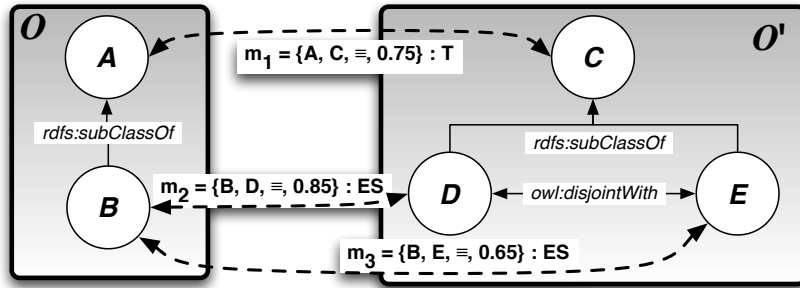 O
O'
A
C
m1 = {A, C, ≡, 0.75} : T
rdfs:subClassOf
rdfs:subClassOf
m2 = {B, D, ≡, 0.85} : ES
B
D
owl:disjointWith
E
m3 = {B, E, ≡, 0.65} : ES